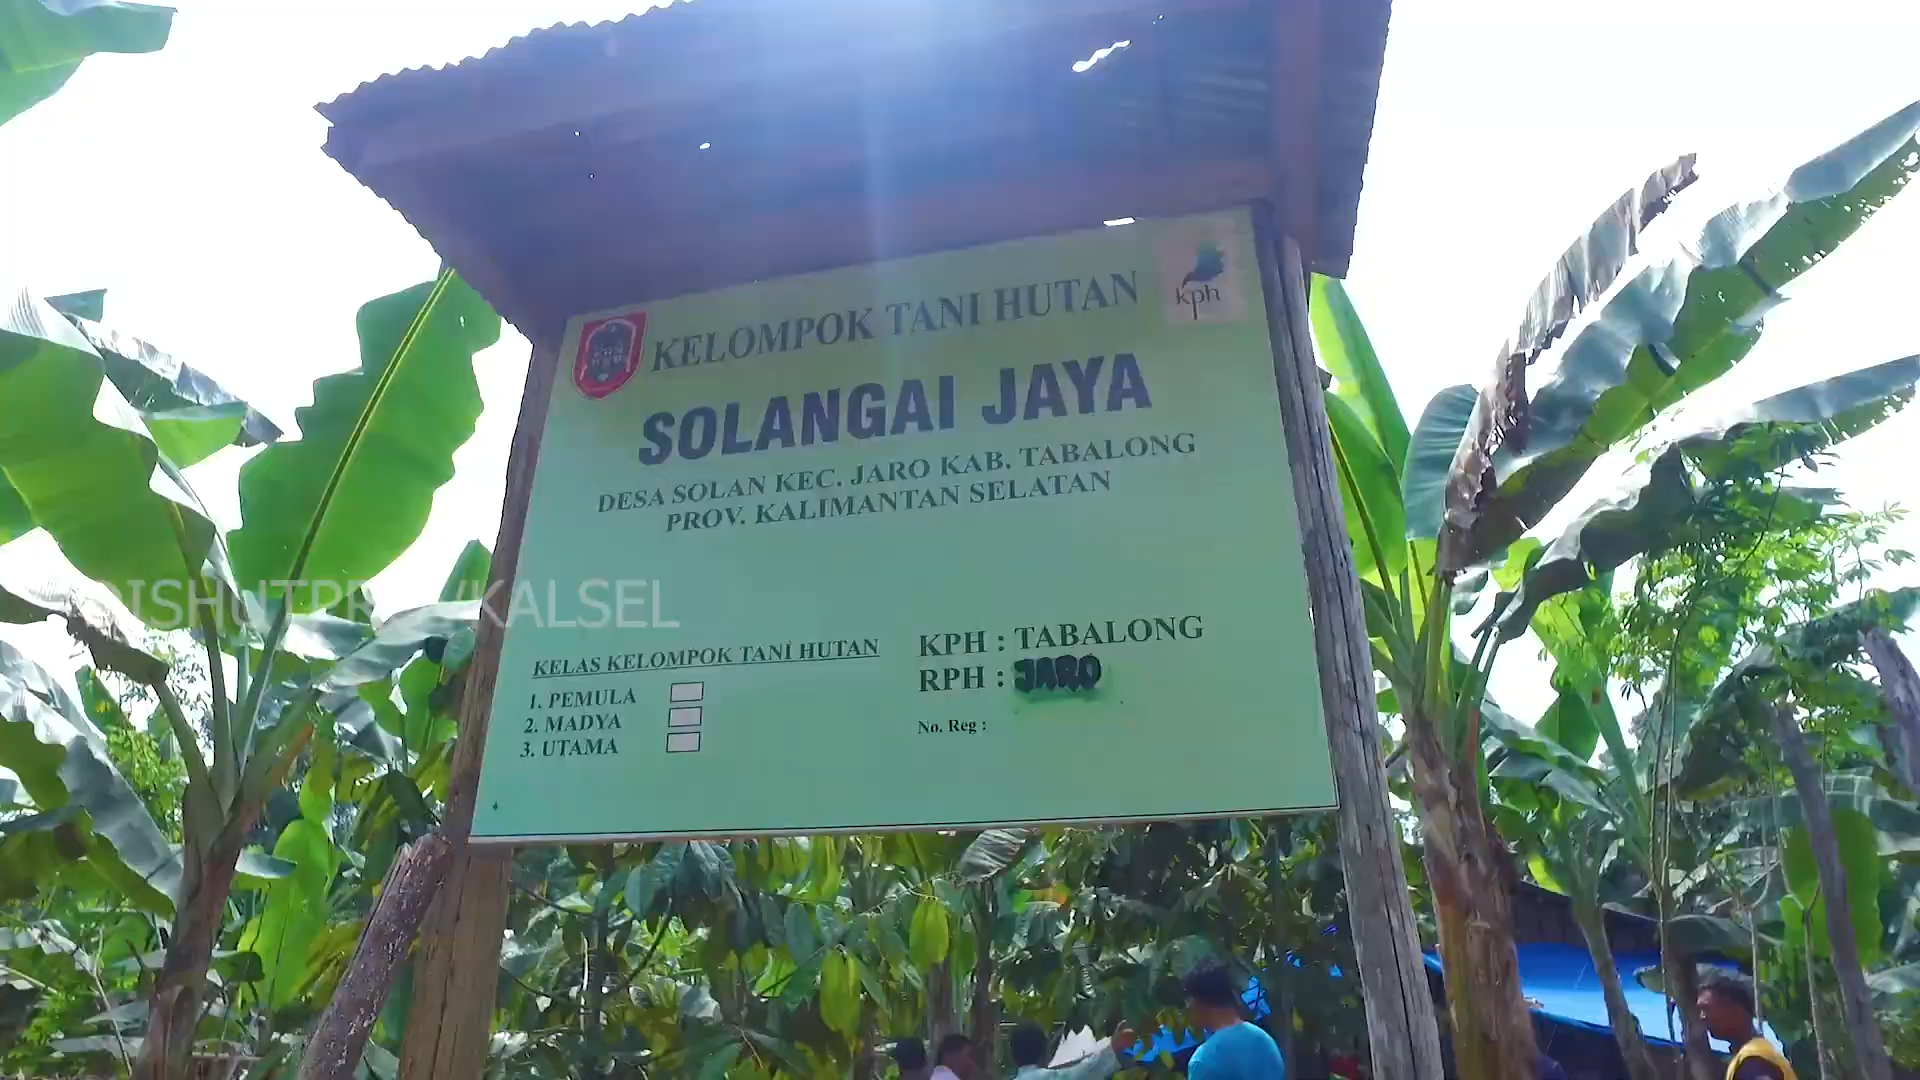 KELOMPOK TANI HUTAN
kph
SOLANGAI JAYA
DESA SOLAN KEC. JARO KAB. TABALONG
PROV. KALIMANTAN SELATAN
KELAS KELOMPOK TANI HUTAN
1. PEMULA
2. MADYA
3. UTAMA
KPH : TABALONG
RPH : JARO
No. Reg :